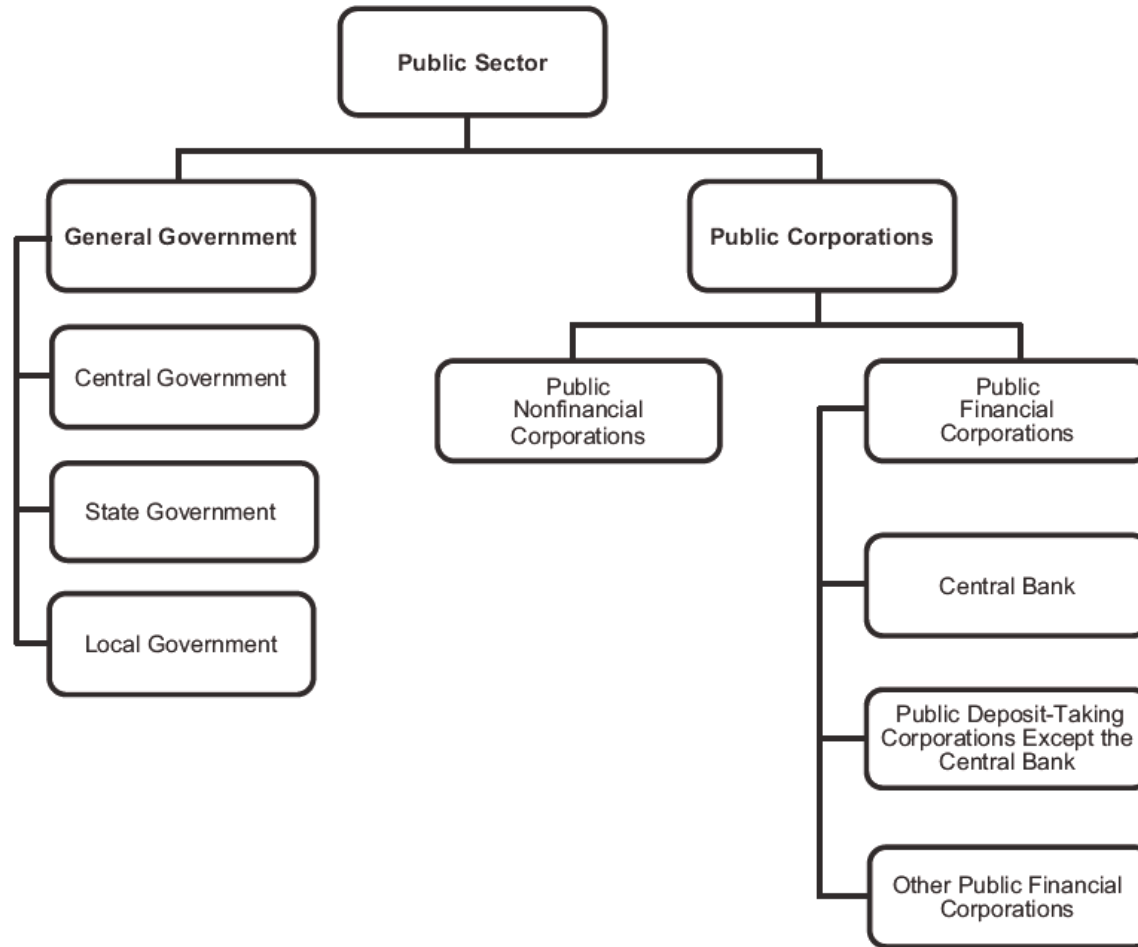 Public Sector
General Government
Public Corporations
Central Government
State Government
Local Government
Public
Nonfinancial
Corporations
Public
Financial
Corporations
Central Bank
Public Deposit-Taking
Corporations Except the
Central Bank
Other Public Financial
Corporations